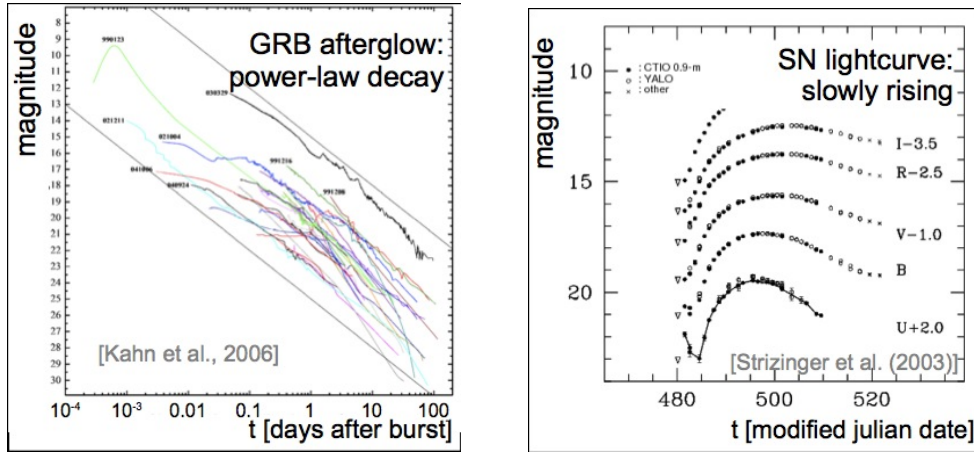 GRB afterglow:
power-law decay
magnitude
8
9
10
11
12
13
14
15
16
17
18
19
20
21
22
23
24
25
26
27
28
29
30
990123
030329
021211
021004
041006
040924
991216
991208
[Kahn et al., 2006]
10-4
10-3
0.01
0.1
1
10
100
t [days after burst]
SN lightcurve:
slowly rising
magnitude
: CTIO 0.9-m
: YALO
: other
10
15
20
I-3.5
R-2.5
V-1.0
B
U+2.0
[Strizinger et al. (2003)]
480
500
520
t [modified julian date]